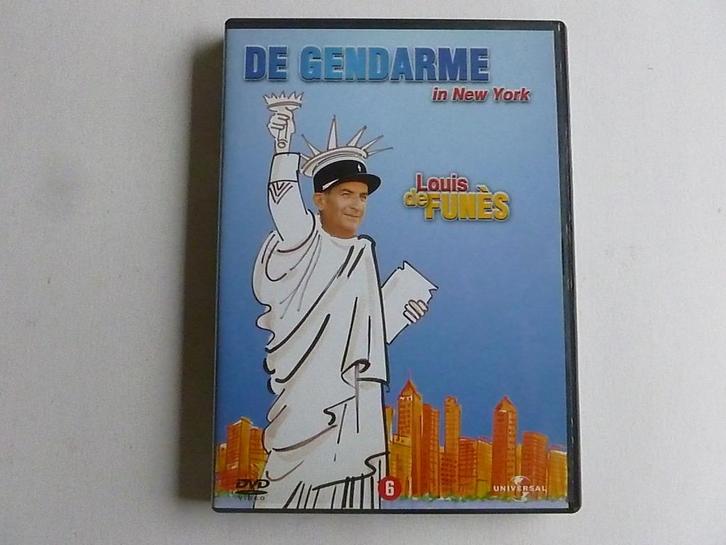 DE GENDARME
in New York
Louis
de FUNÈS
DVD
VIDEO
6
UNIVERSAL